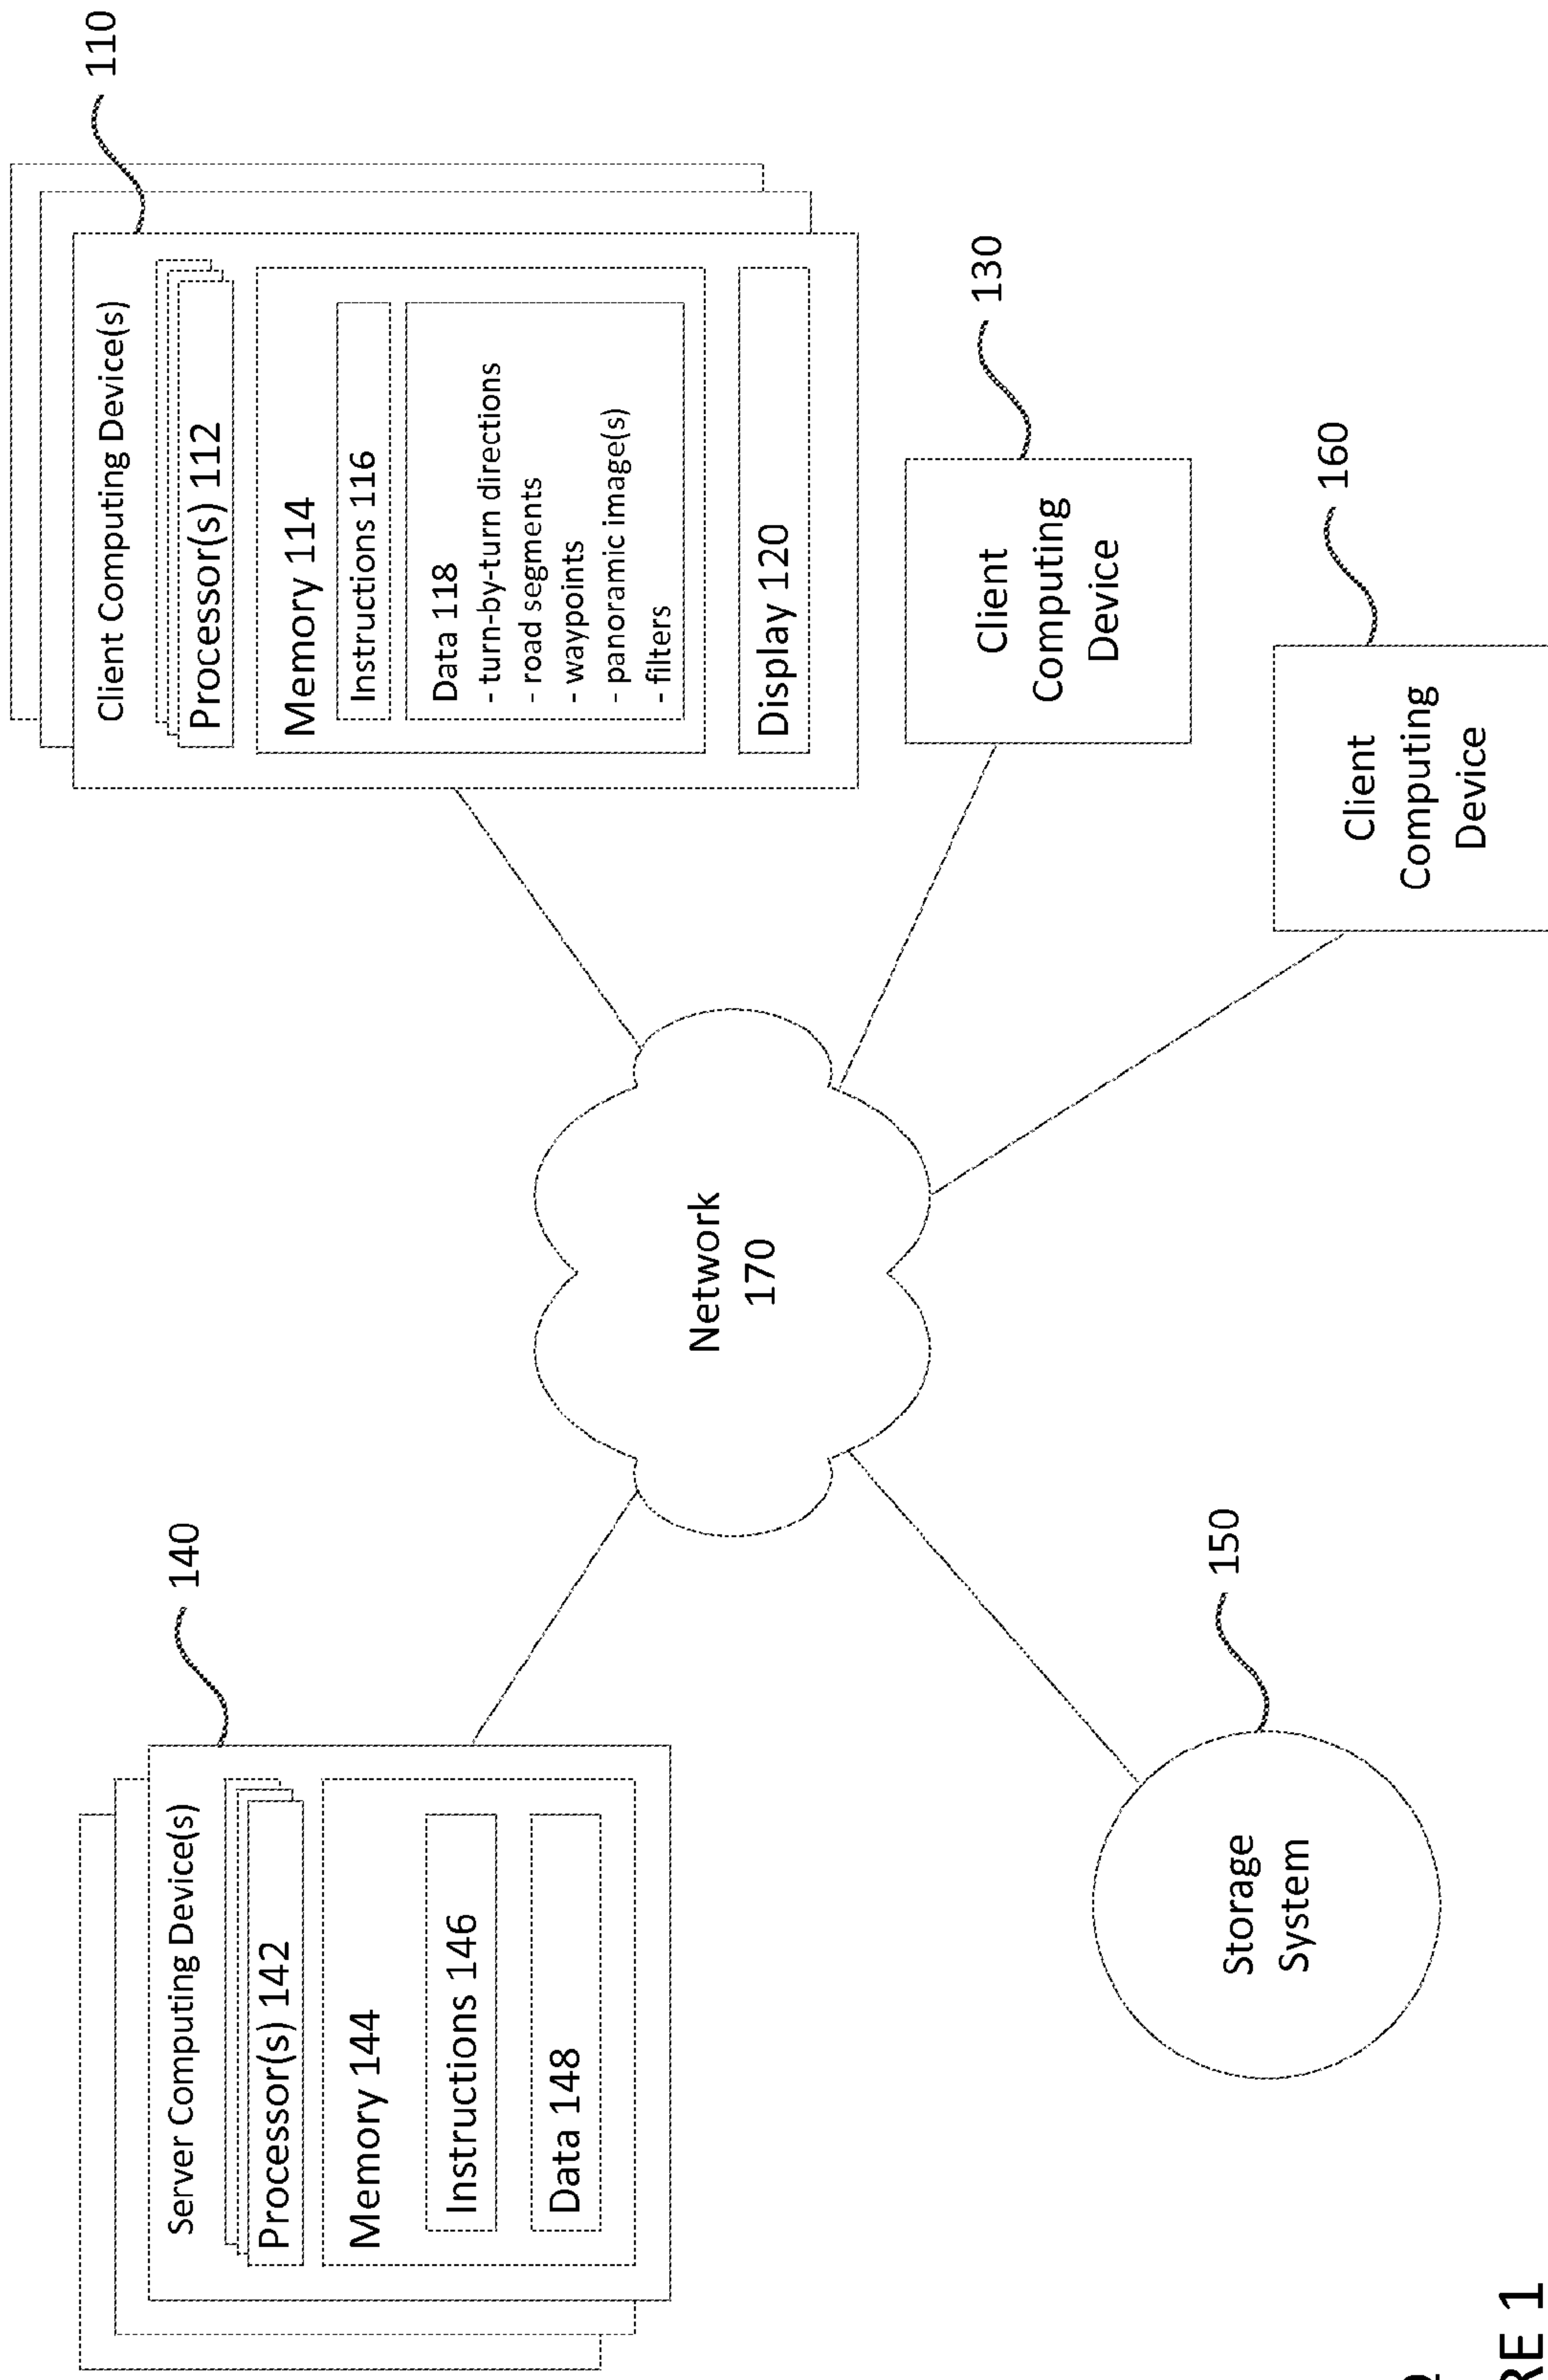 140
Server Computing Device(s)
Processor(s) 142
Memory 144
Instructions 146
Data 148
110
Client Computing Device(s)
Processor(s) 112
Memory 114
Instructions 116
Data 118
- turn-by-turn directions
- road segments
- waypoints
- panoramic image(s)
- filters
Display 120
Network
170
130
Client
Computing
Device
160
Client
Computing
Device
150
Storage
System
RE 1